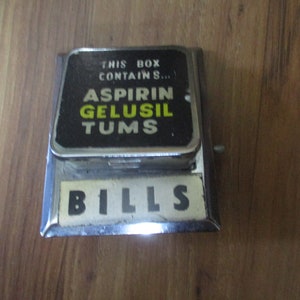 THIS BOX
CONTAINS...
ASPIRIN
GELUSIL
TUMS
BILLS